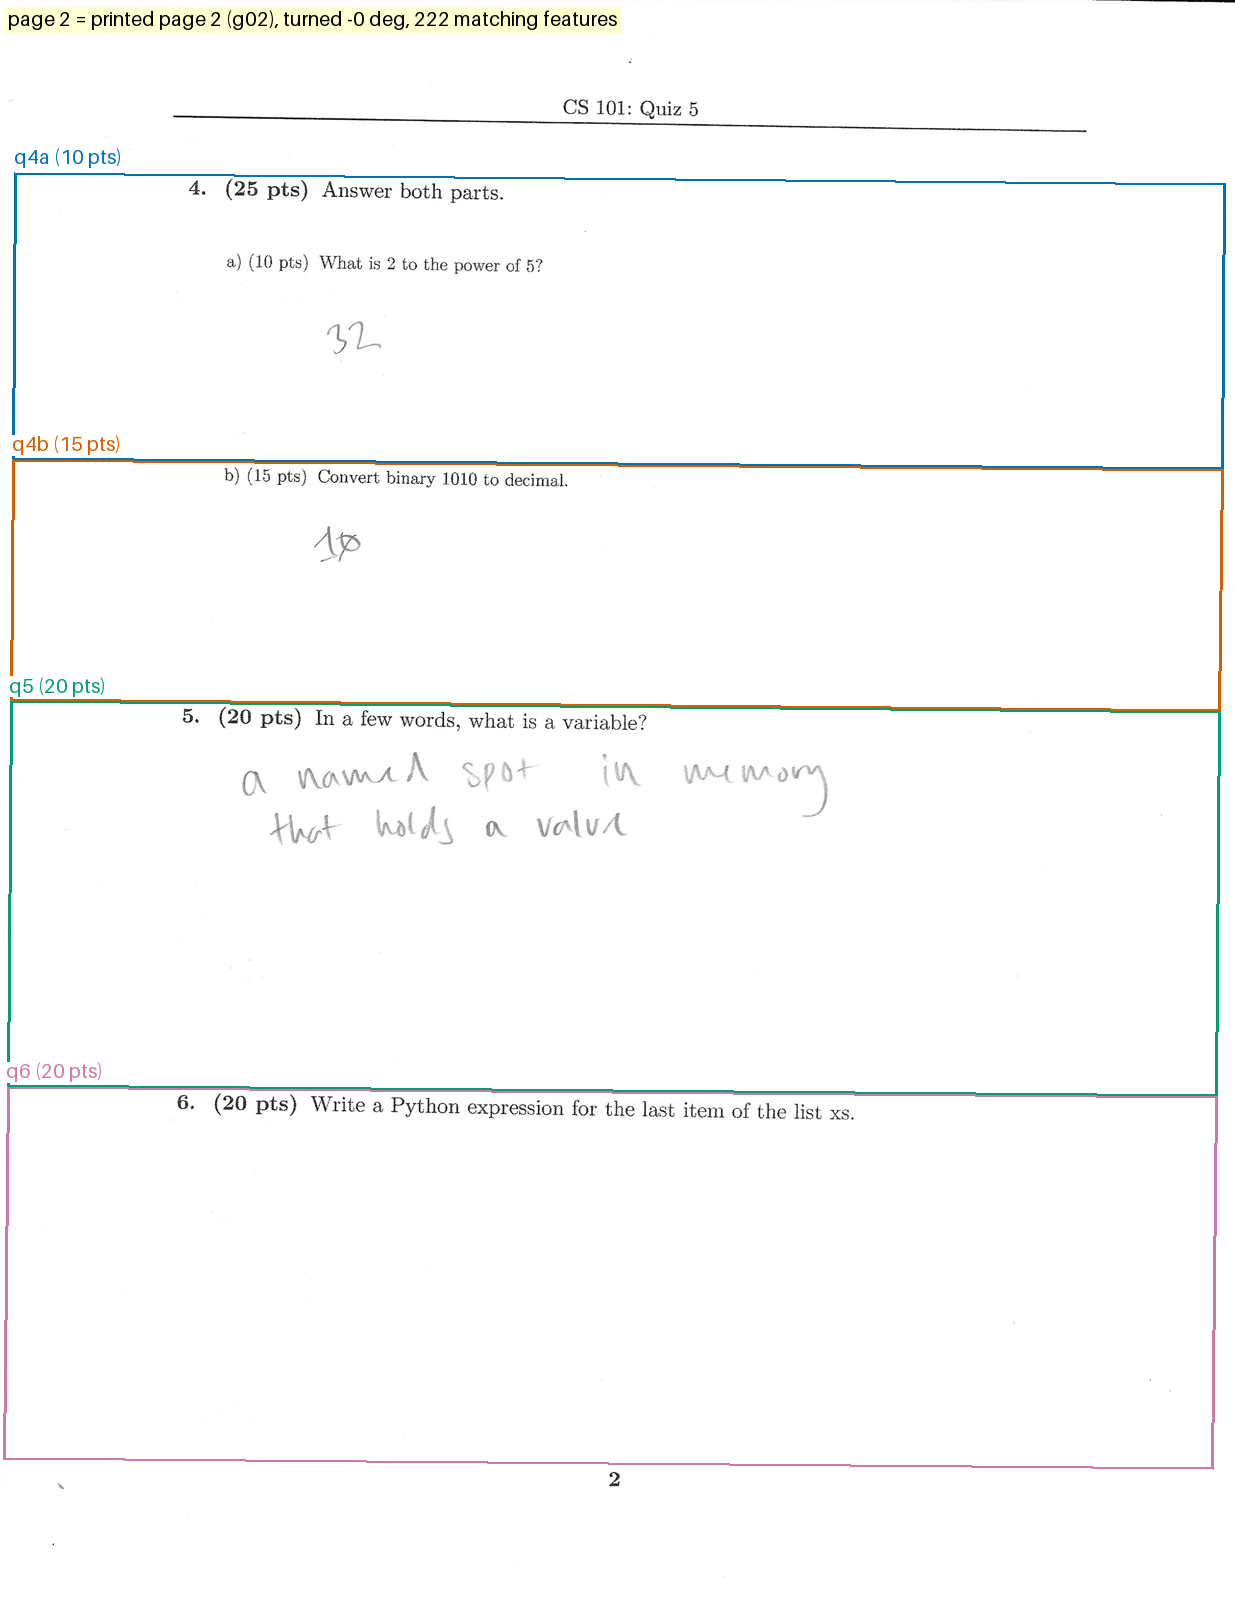 page 2 = printed page 2 (g02), turned -0 deg, 222 matching features
CS 101: Quiz 5
q4a (10 pts)
4. (25 pts) Answer both parts.
a) (10 pts) What is 2 to the power of 5?
32
q4b (15 pts)
b) (15 pts) Convert binary 1010 to decimal.
10
q5 (20 pts)
5. (20 pts) In a few words, what is a variable?
a named spot in memory
that holds a value
q6 (20 pts)
6. (20 pts) Write a Python expression for the last item of the list xs.
2